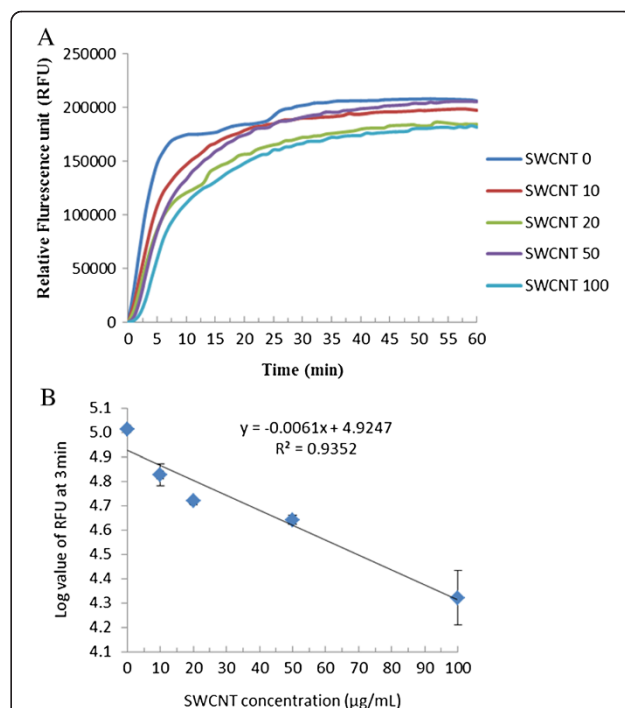 A
Relative Flurescence unit (RFU)
250000
200000
150000
100000
50000
0
0 5 10 15 20 25 30 35 40 45 50 55 60
Time (min)
SWCNT 0
SWCNT 10
SWCNT 20
SWCNT 50
SWCNT 100
B
Log value of RFU at 3min
5.1
5.0
4.9
4.8
4.7
4.6
4.5
4.4
4.3
4.2
4.1
y = -0.0061x + 4.9247
R² = 0.9352
0 10 20 30 40 50 60 70 80 90 100
SWCNT concentration (µg/mL)